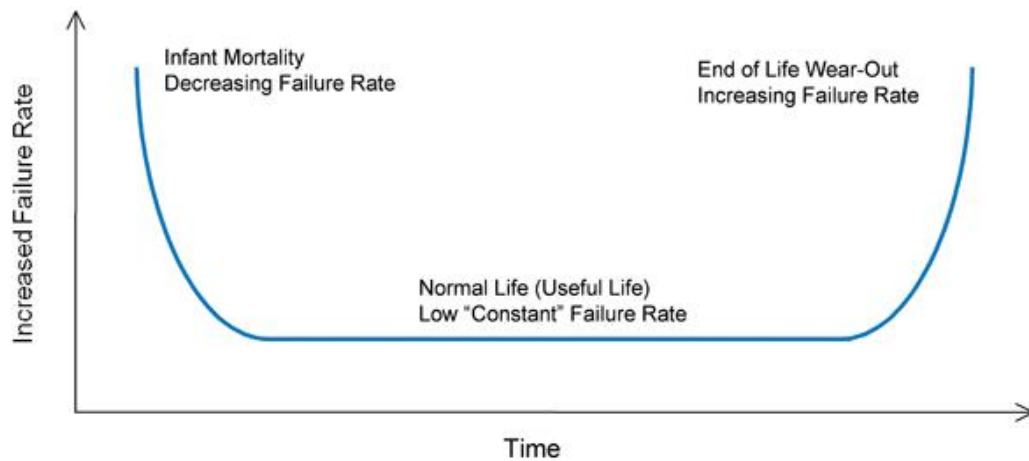 Infant Mortality
Decreasing Failure Rate
End of Life Wear-Out
Increasing Failure Rate
Increased Failure Rate
Normal Life (Useful Life)
Low “Constant” Failure Rate
Time